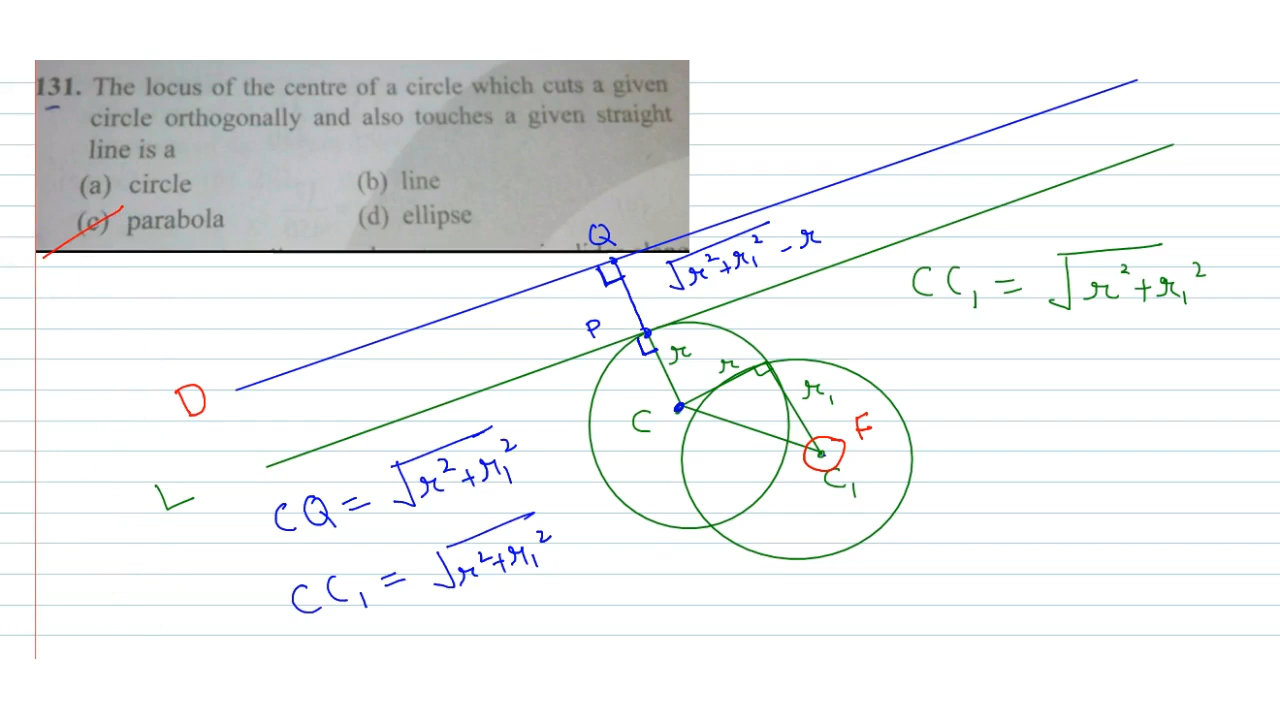 131. The locus of the centre of a circle which cuts a given
circle orthogonally and also touches a given straight
line is a
(a) circle
(b) line
(c) parabola
(d) ellipse
Q
√(r²+r₁²) - r
CC₁ = √(r²+r₁²)
P
r
r
r₁
D
C
F
C₁
L
CQ = √(r²+r₁²)
CC₁ = √(r²+r₁²)